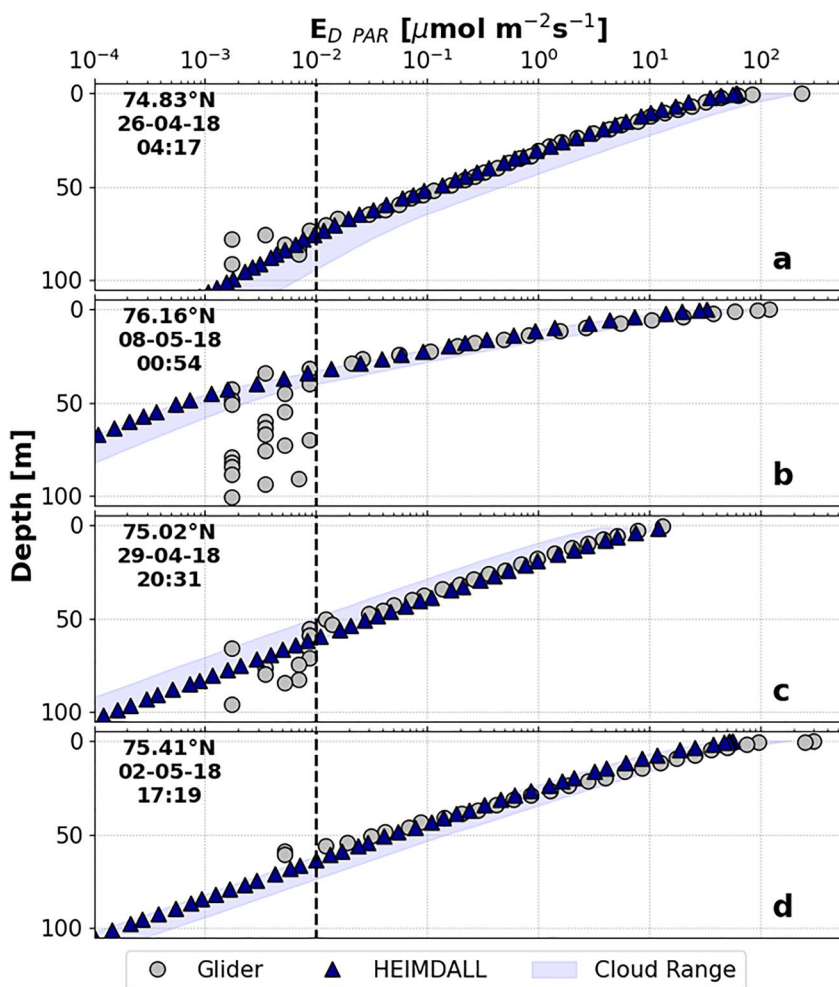 E_D PAR [μmol m⁻²s⁻¹]
10⁻⁴ 10⁻³ 10⁻² 10⁻¹ 10⁰ 10¹ 10²
0
74.83°N
26-04-18
04:17
50
100
a
0
76.16°N
08-05-18
00:54
50
100
b
Depth [m]
0
75.02°N
29-04-18
20:31
50
100
c
0
75.41°N
02-05-18
17:19
50
100
d
Glider HEIMDALL Cloud Range